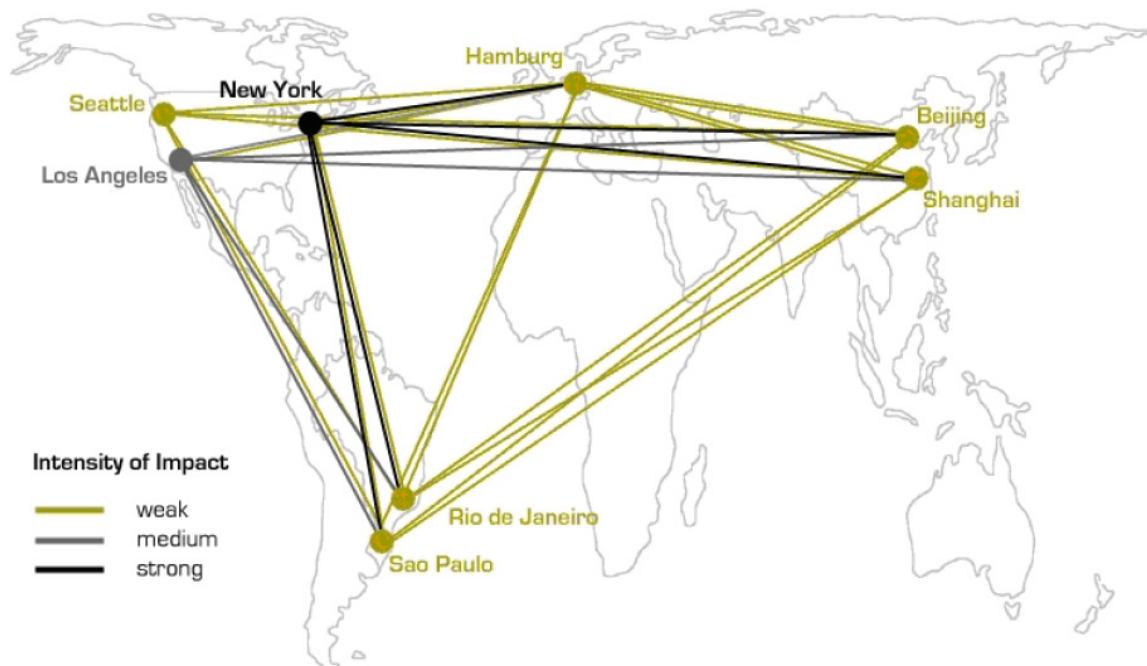 Hamburg
New York
Seattle
Beijing
Los Angeles
Shanghai
Intensity of Impact
weak
medium
strong
Rio de Janeiro
Sao Paulo